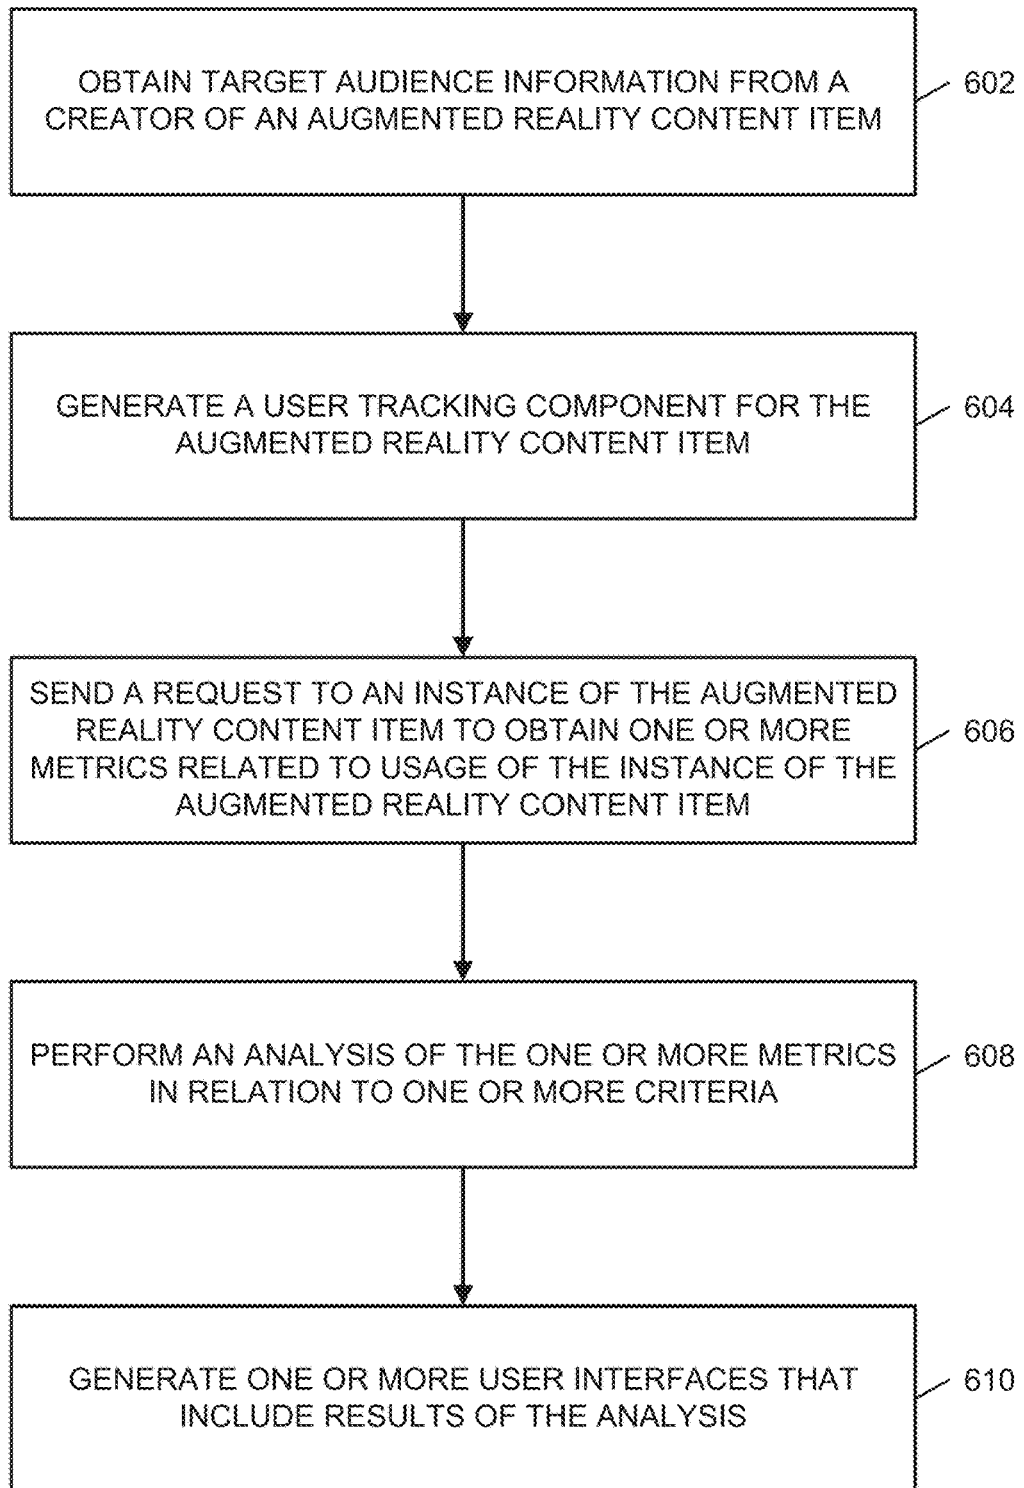 OBTAIN TARGET AUDIENCE INFORMATION FROM A
CREATOR OF AN AUGMENTED REALITY CONTENT ITEM
602
GENERATE A USER TRACKING COMPONENT FOR THE
AUGMENTED REALITY CONTENT ITEM
604
SEND A REQUEST TO AN INSTANCE OF THE AUGMENTED
REALITY CONTENT ITEM TO OBTAIN ONE OR MORE
METRICS RELATED TO USAGE OF THE INSTANCE OF THE
AUGMENTED REALITY CONTENT ITEM
606
PERFORM AN ANALYSIS OF THE ONE OR MORE METRICS
IN RELATION TO ONE OR MORE CRITERIA
608
GENERATE ONE OR MORE USER INTERFACES THAT
INCLUDE RESULTS OF THE ANALYSIS
610